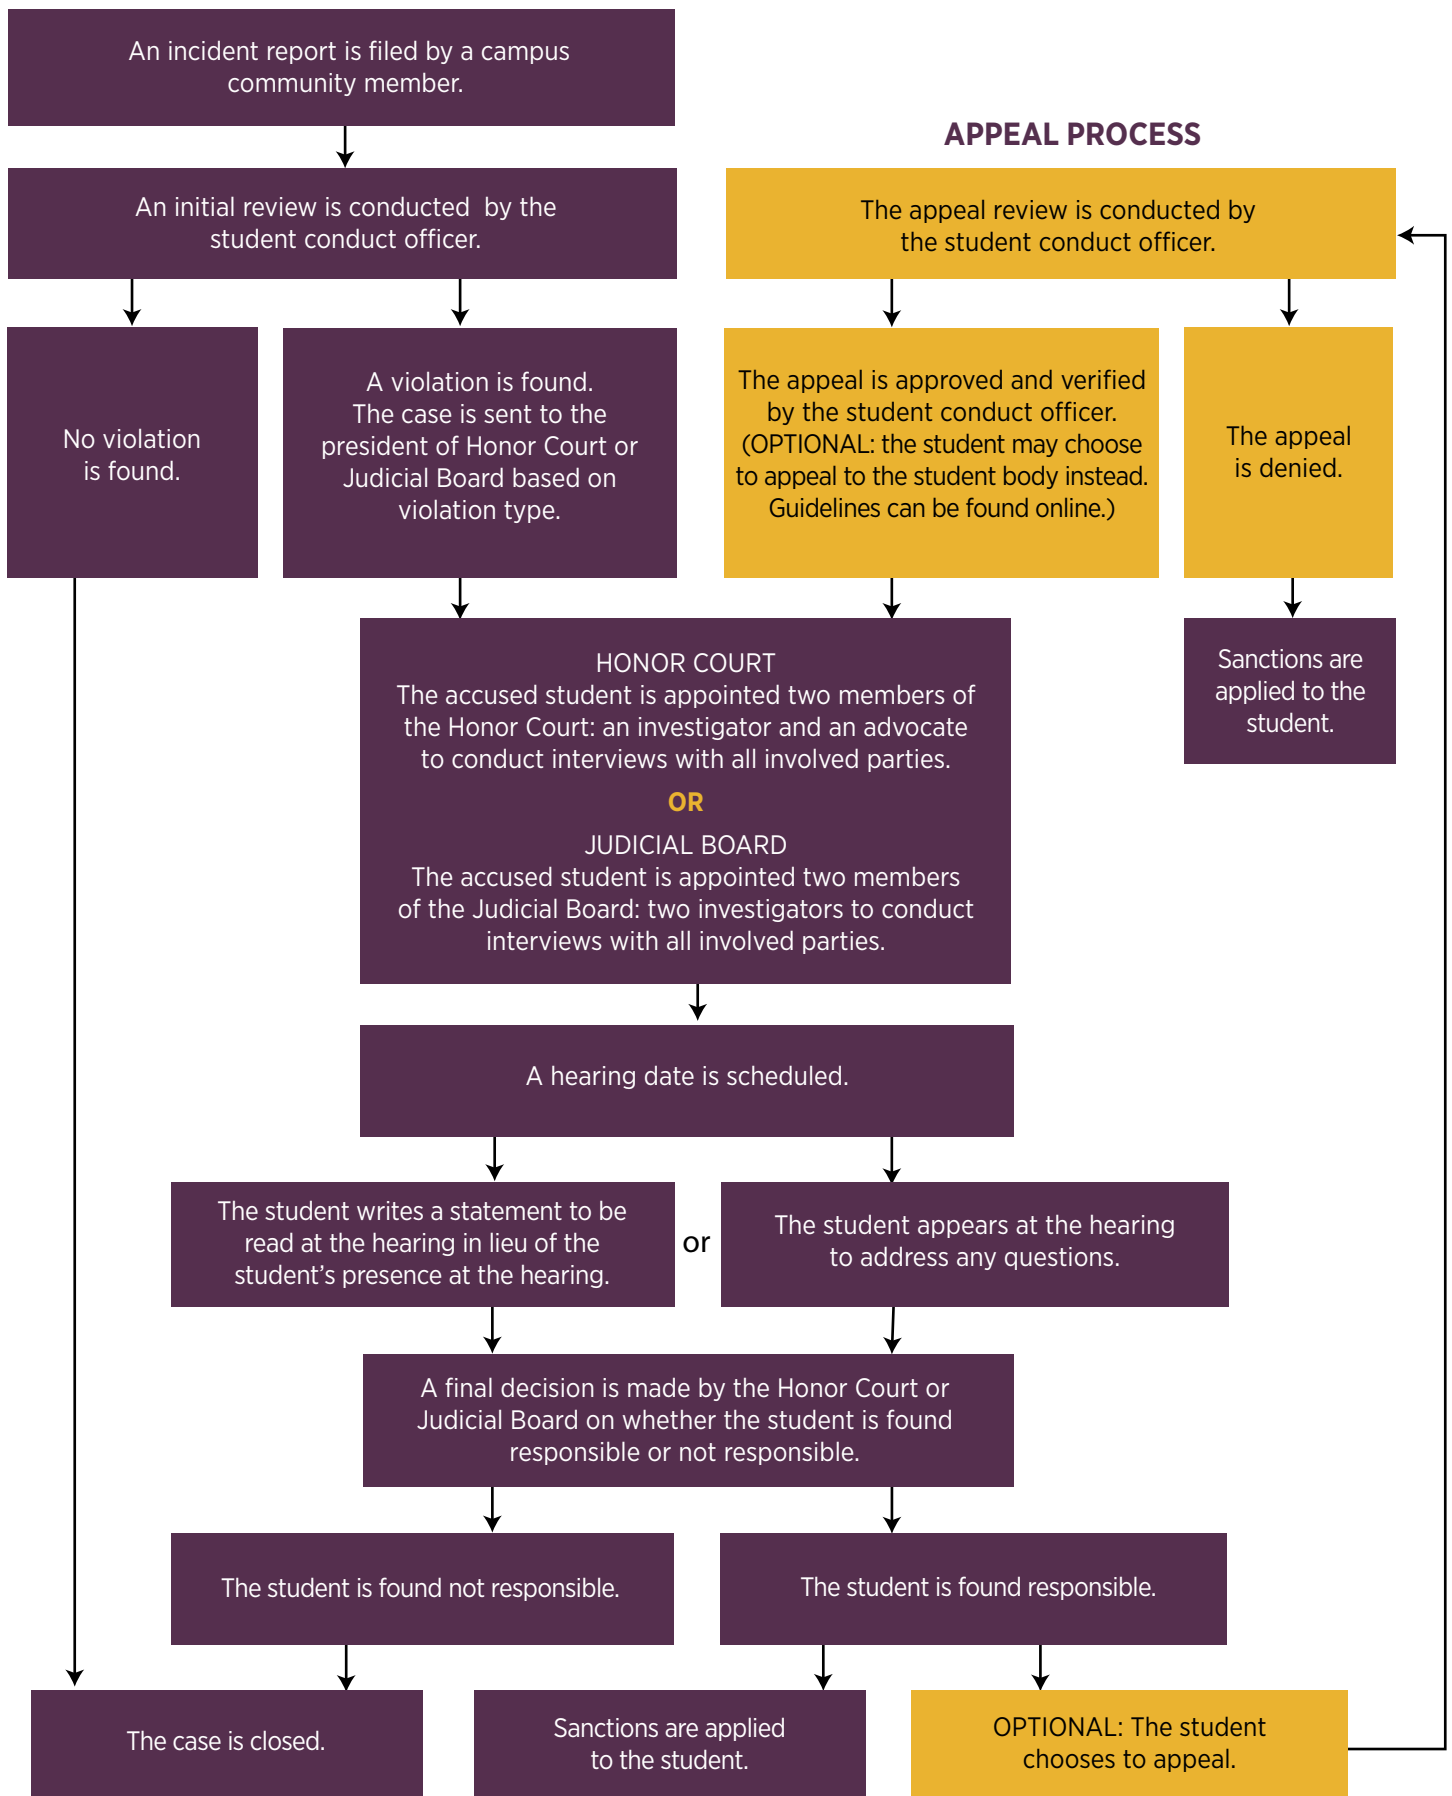 An incident report is filed by a campus
community member.
APPEAL PROCESS
An initial review is conducted  by the
student conduct officer.
The appeal review is conducted by
the student conduct officer.
No violation
is found.
A violation is found.
The case is sent to the
president of Honor Court or
Judicial Board based on
violation type.
The appeal is approved and verified
by the student conduct officer.
(OPTIONAL: the student may choose
to appeal to the student body instead.
Guidelines can be found online.)
The appeal
is denied.
HONOR COURT
The accused student is appointed two members of
the Honor Court: an investigator and an advocate
to conduct interviews with all involved parties.
OR
JUDICIAL BOARD
The accused student is appointed two members
of the Judicial Board: two investigators to conduct
interviews with all involved parties.
Sanctions are
applied to the
student.
A hearing date is scheduled.
The student writes a statement to be
read at the hearing in lieu of the
student’s presence at the hearing.
or
The student appears at the hearing
to address any questions.
A final decision is made by the Honor Court or
Judicial Board on whether the student is found
responsible or not responsible.
The student is found not responsible.
The student is found responsible.
The case is closed.
Sanctions are applied
to the student.
OPTIONAL: The student
chooses to appeal.